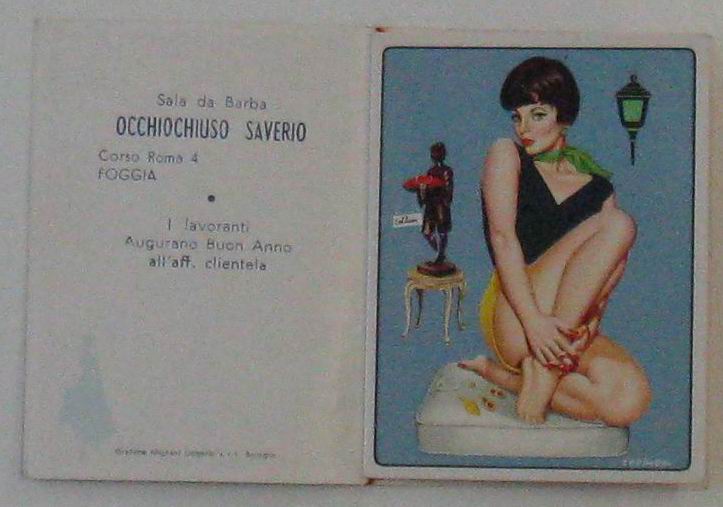 Sala da Barba
OCCHIOCHIUSO SAVERIO
Corso Roma 4
FOGGIA
I lavoranti
Augurano Buon Anno
all'aff. clientela